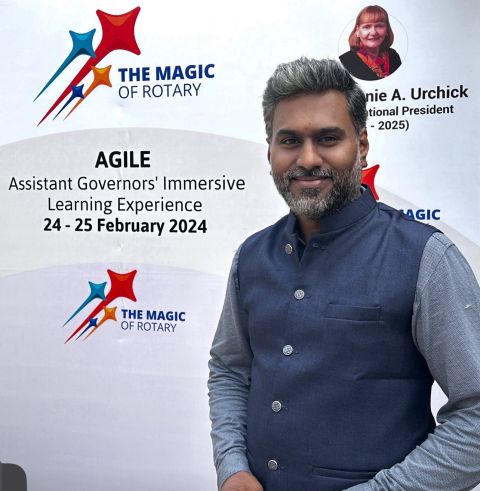 THE MAGIC
OF ROTARY
nie A. Urchick
tional President
- 2025)
AGILE
Assistant Governors' Immersive
Learning Experience
24 - 25 February 2024
AGIC
THE MAGIC
OF ROTARY